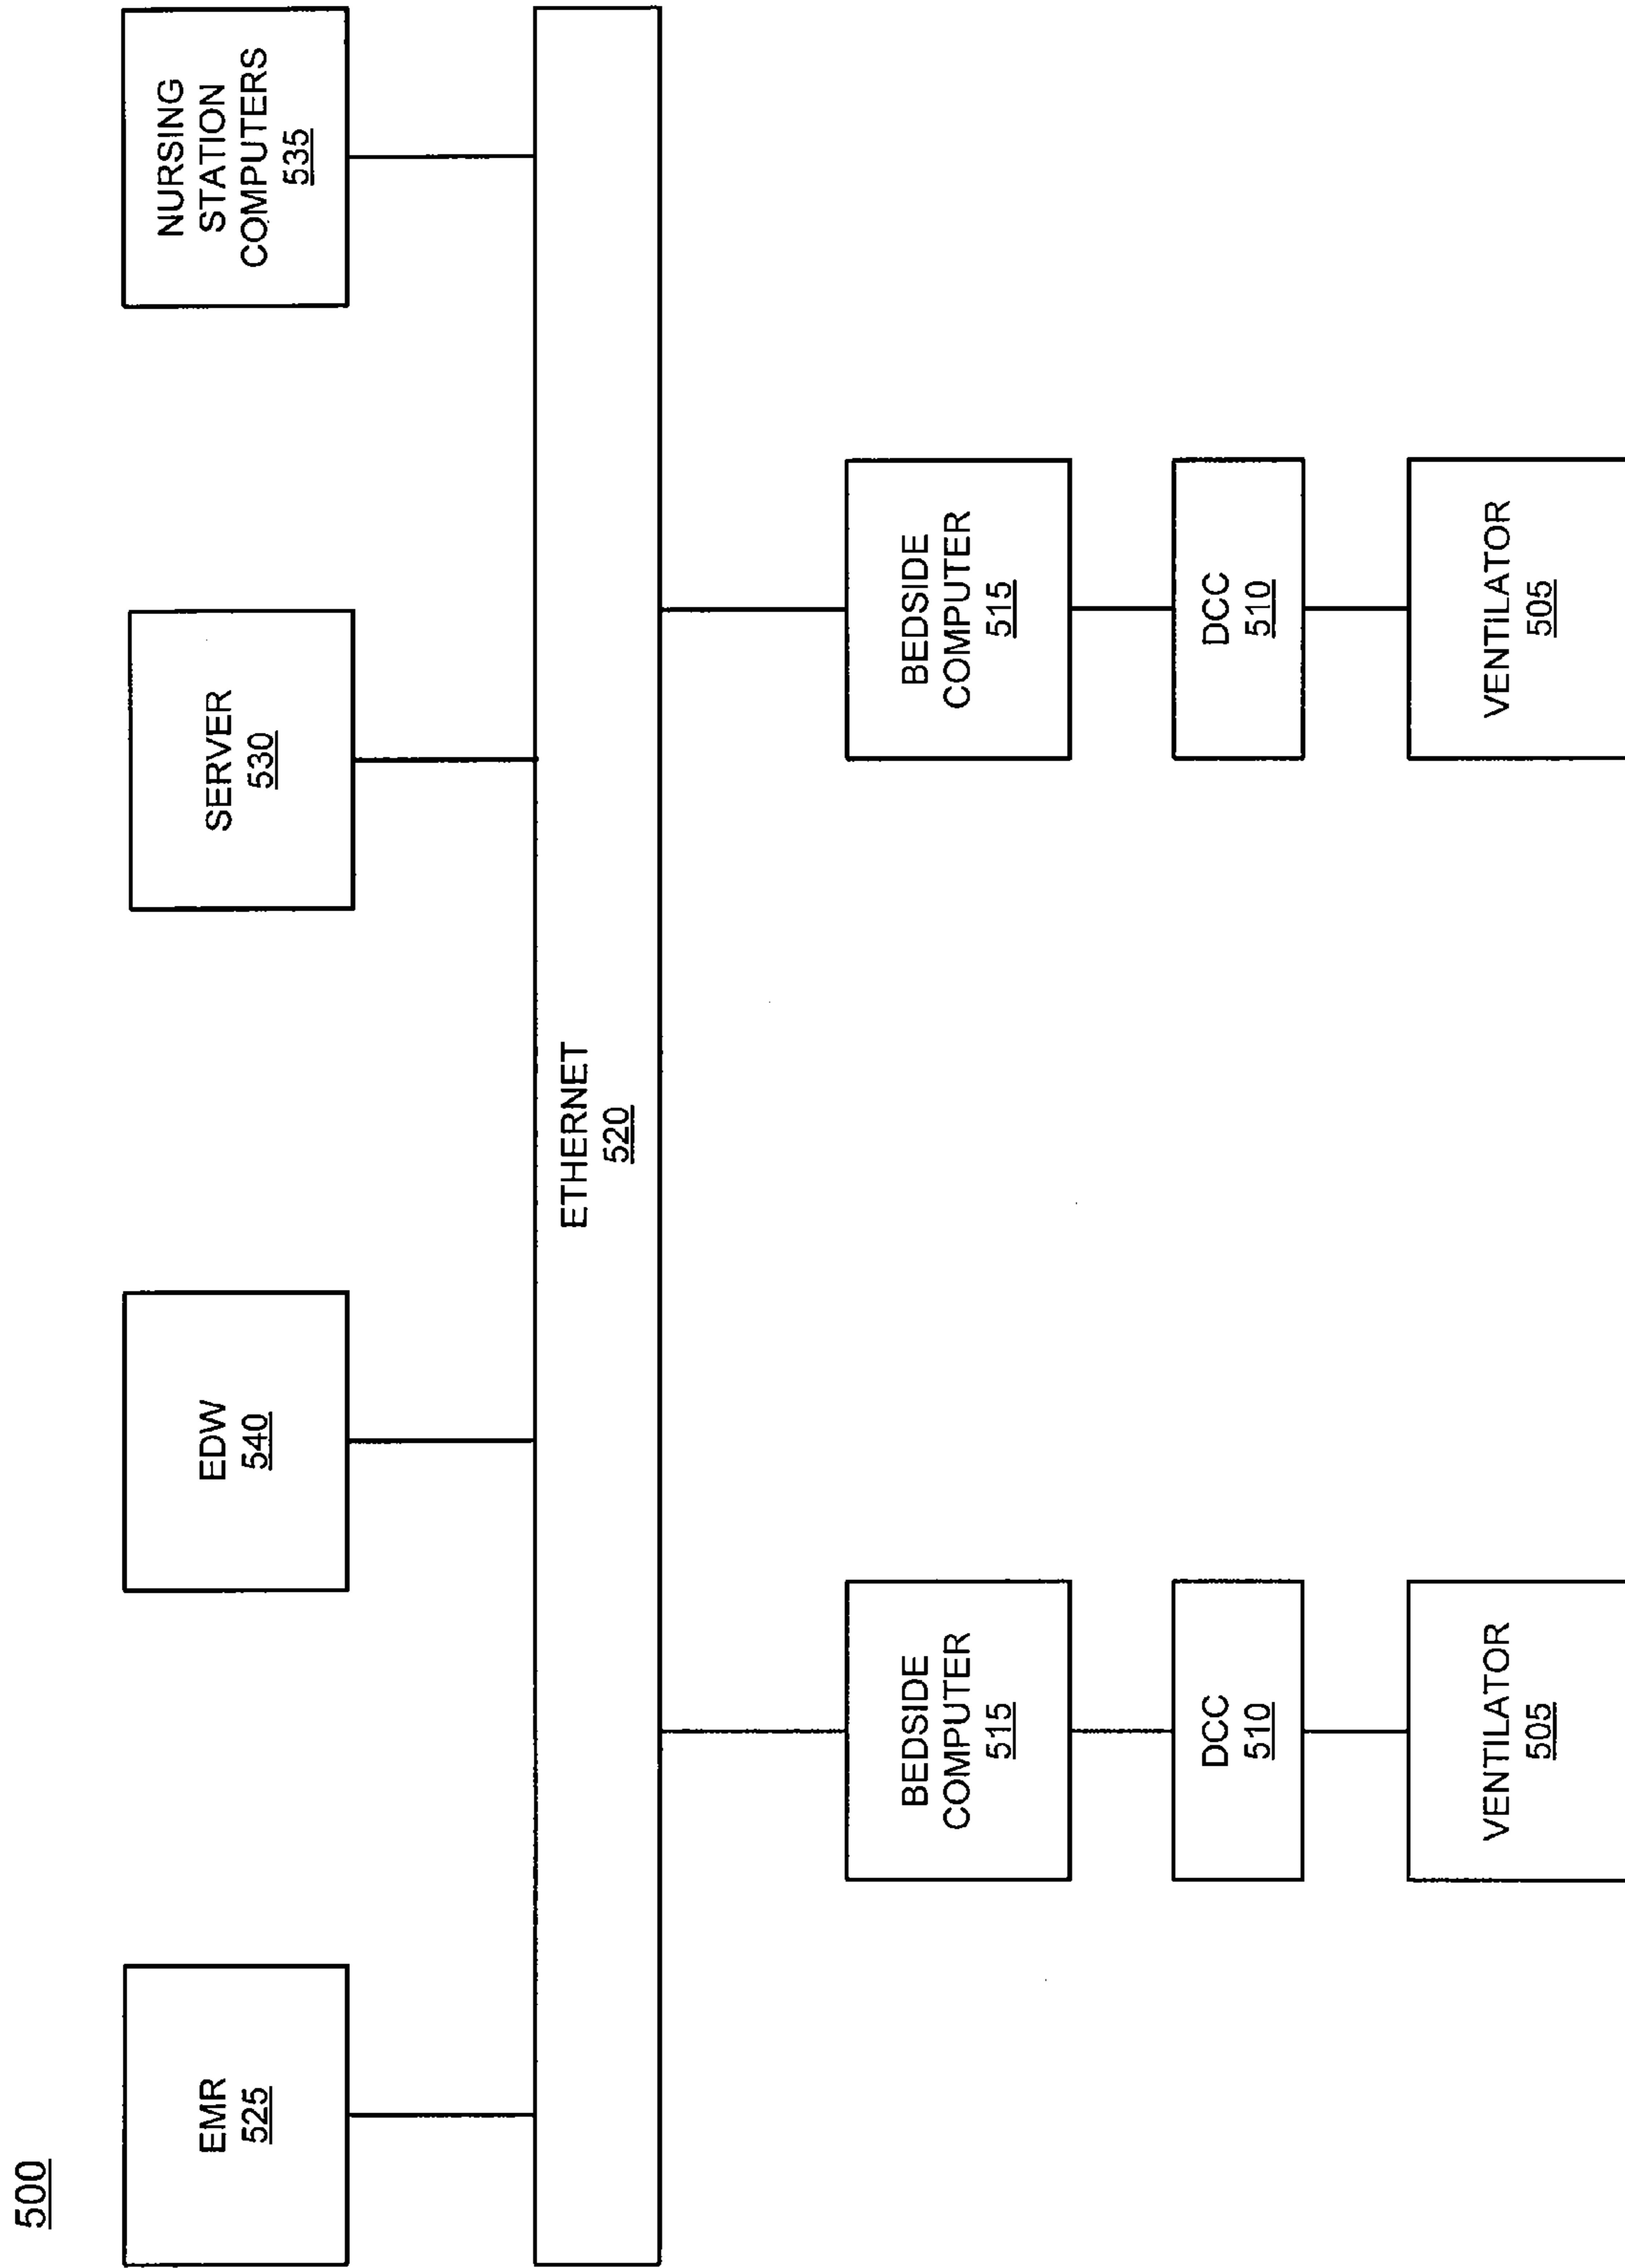 500
EMR
525
EDW
540
SERVER
530
NURSING
STATION
COMPUTERS
535
ETHERNET
520
BEDSIDE
COMPUTER
515
BEDSIDE
COMPUTER
515
DCC
510
DCC
510
VENTILATOR
505
VENTILATOR
505